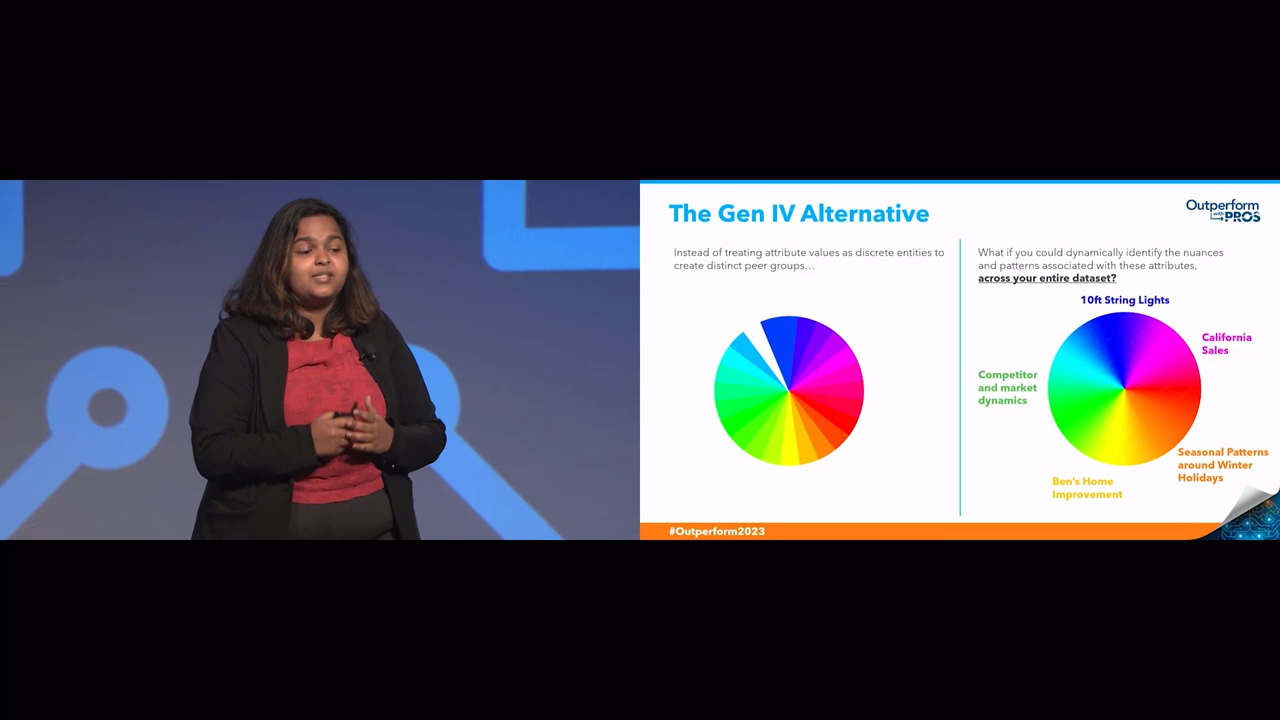 The Gen IV Alternative
Outperform
with PROS
Instead of treating attribute values as discrete entities to
create distinct peer groups…
What if you could dynamically identify the nuances
and patterns associated with these attributes,
across your entire dataset?
10ft String Lights
California
Sales
Competitor
and market
dynamics
Seasonal Patterns
around Winter
Holidays
Ben's Home
Improvement
#Outperform2023